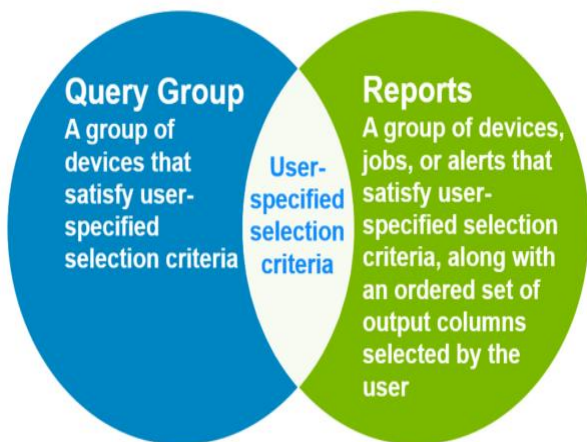 Query Group
A group of
devices that
satisfy user-
specified
selection criteria
User-
specified
selection
criteria
Reports
A group of devices,
jobs, or alerts that
satisfy user-
specified selection
criteria, along with
an ordered set of
output columns
selected by the
user